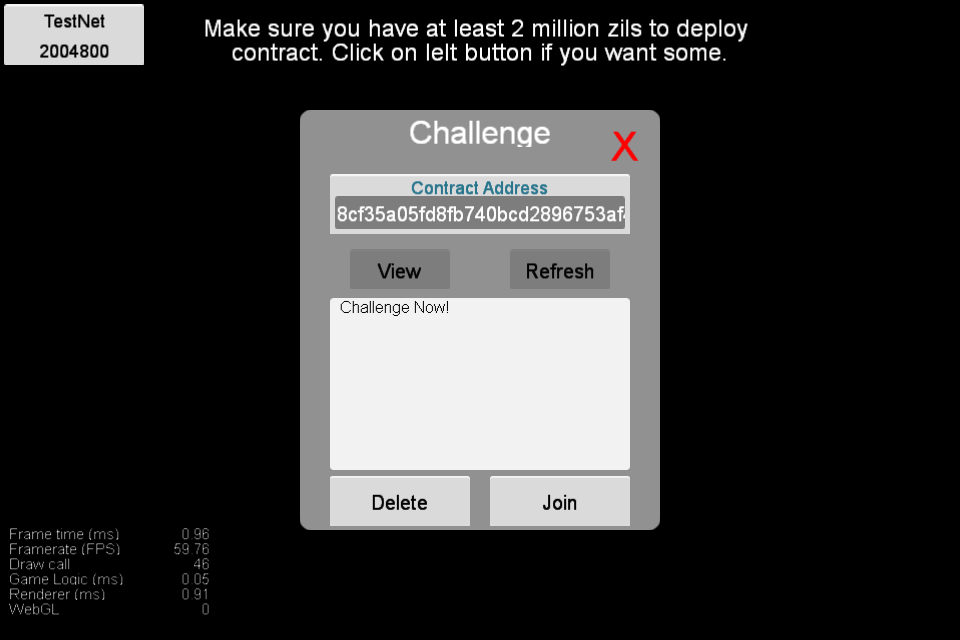 TestNet
2004800
Make sure you have at least 2 million zils to deploy
contract. Click on lelt button if you want some.
Challenge
X
Contract Address
8cf35a05fd8fb740bcd2896753af
View
Refresh
Challenge Now!
Delete
Join
Frame time (ms) 0.96
Framerate (FPS) 59.76
Draw call 46
Game Logic (ms) 0.05
Renderer (ms) 0.91
WebGL 0